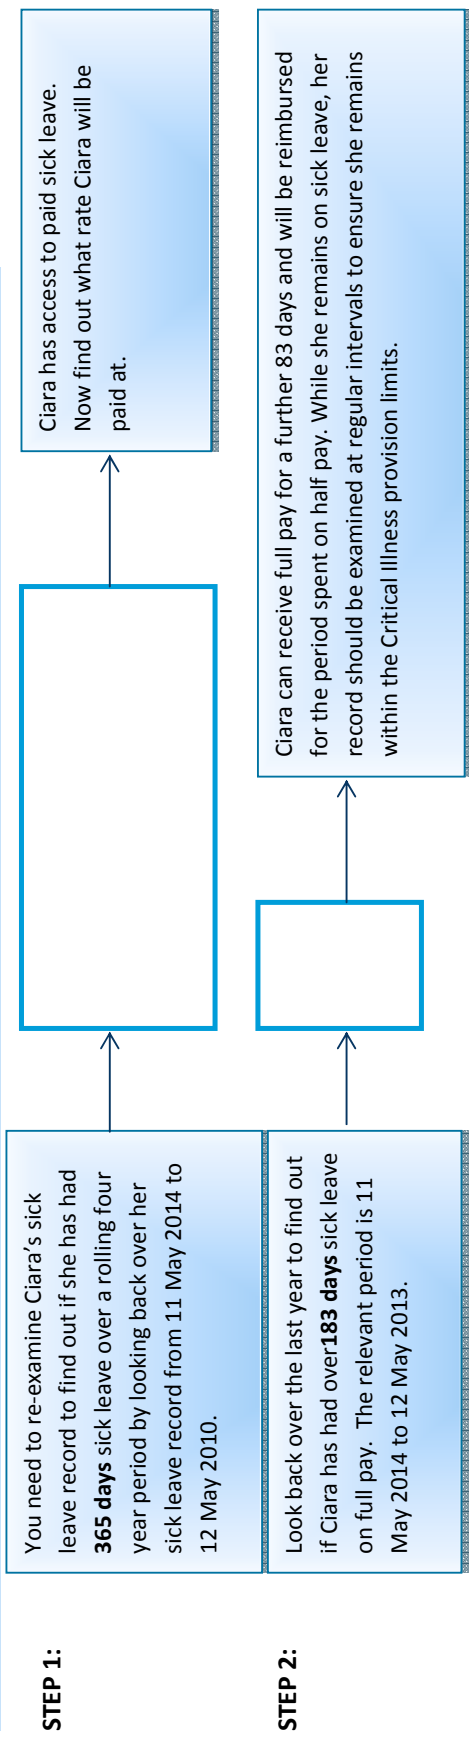 STEP 1:
You need to re-examine Ciara’s sick
leave record to find out if she has had
365 days sick leave over a rolling four
year period by looking back over her
sick leave record from 11 May 2014 to
12 May 2010.
Ciara has access to paid sick leave.
Now find out what rate Ciara will be
paid at.
STEP 2:
Look back over the last year to find out
if Ciara has had over183 days sick leave
on full pay.  The relevant period is 11
May 2014 to 12 May 2013.
Ciara can receive full pay for a further 83 days and will be reimbursed
for the period spent on half pay. While she remains on sick leave, her
record should be examined at regular intervals to ensure she remains
within the Critical Illness provision limits.